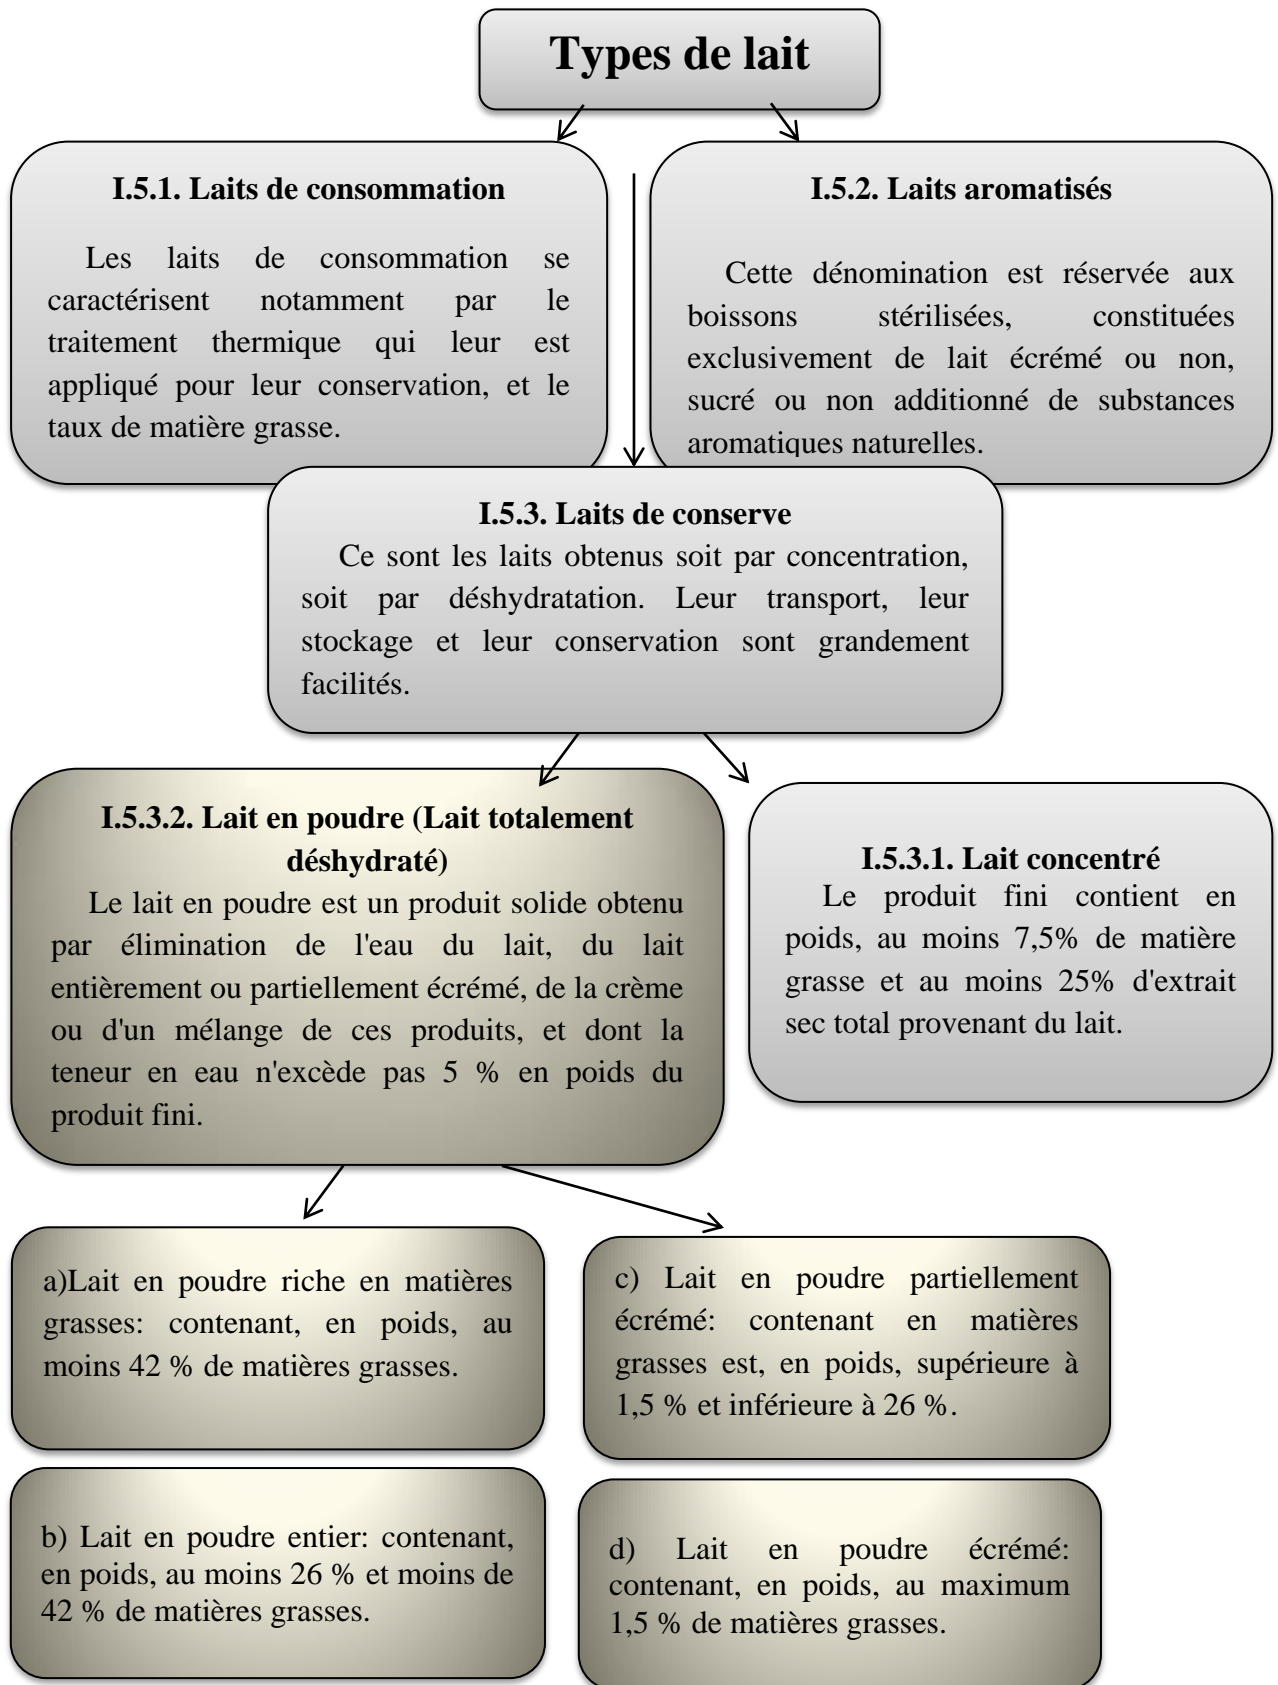 Types de lait
I.5.1. Laits de consommation
Les laits de consommation se
caractérisent notamment par le
traitement thermique qui leur est
appliqué pour leur conservation, et le
taux de matière grasse.
I.5.2. Laits aromatisés
Cette dénomination est réservée aux
boissons stérilisées, constituées
exclusivement de lait écrémé ou non,
sucré ou non additionné de substances
aromatiques naturelles.
I.5.3. Laits de conserve
Ce sont les laits obtenus soit par concentration,
soit par déshydratation. Leur transport, leur
stockage et leur conservation sont grandement
facilités.
I.5.3.2. Lait en poudre (Lait totalement
déshydraté)
Le lait en poudre est un produit solide obtenu
par élimination de l'eau du lait, du lait
entièrement ou partiellement écrémé, de la crème
ou d'un mélange de ces produits, et dont la
teneur en eau n'excède pas 5 % en poids du
produit fini.
I.5.3.1. Lait concentré
Le produit fini contient en
poids, au moins 7,5% de matière
grasse et au moins 25% d'extrait
sec total provenant du lait.
a)Lait en poudre riche en matières
grasses: contenant, en poids, au
moins 42 % de matières grasses.
c) Lait en poudre partiellement
écrémé: contenant en matières
grasses est, en poids, supérieure à
1,5 % et inférieure à 26 %.
b) Lait en poudre entier: contenant,
en poids, au moins 26 % et moins de
42 % de matières grasses.
d) Lait en poudre écrémé:
contenant, en poids, au maximum
1,5 % de matières grasses.